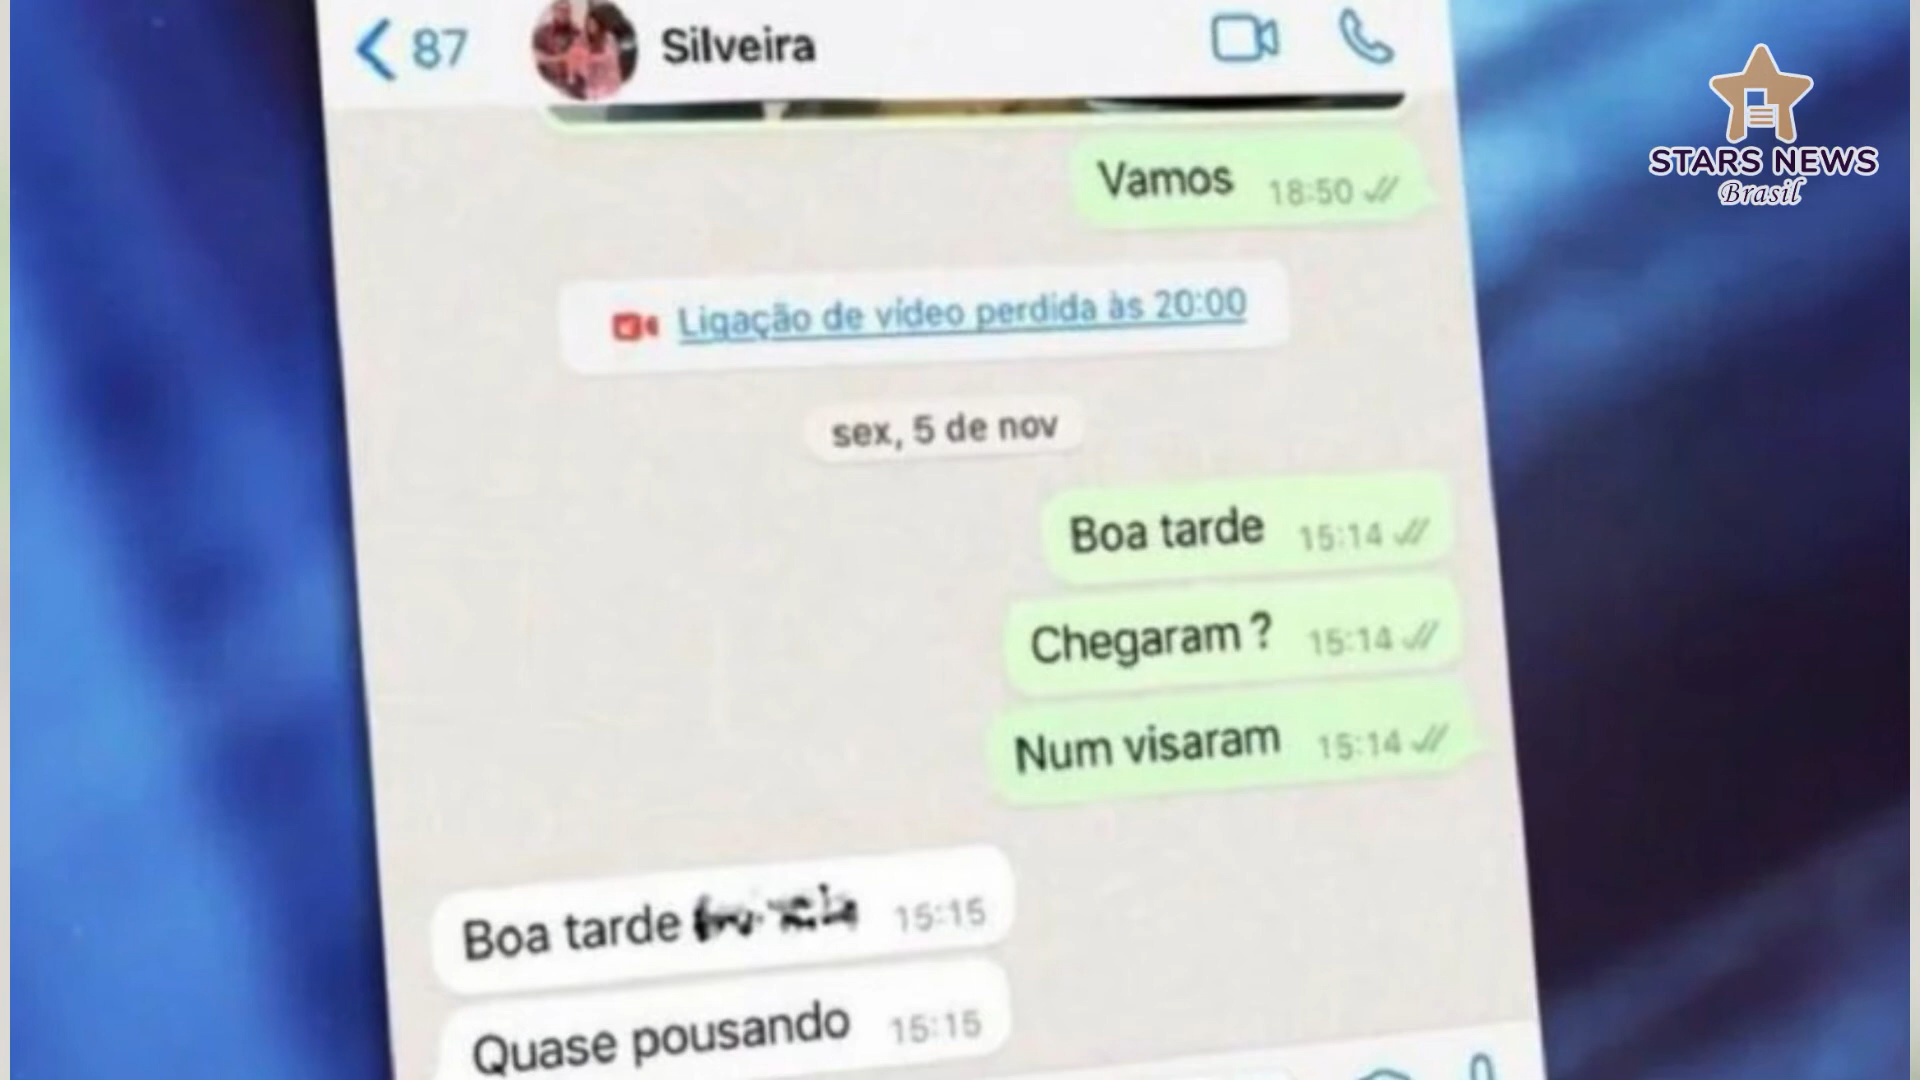 87
Silveira
STARS NEWS
Brasil
Vamos 18:50
Ligação de vídeo perdida às 20:00
sex, 5 de nov
Boa tarde 15:14
Chegaram ? 15:14
Num visaram 15:14
Boa tarde 15:15
Quase pousando 15:15